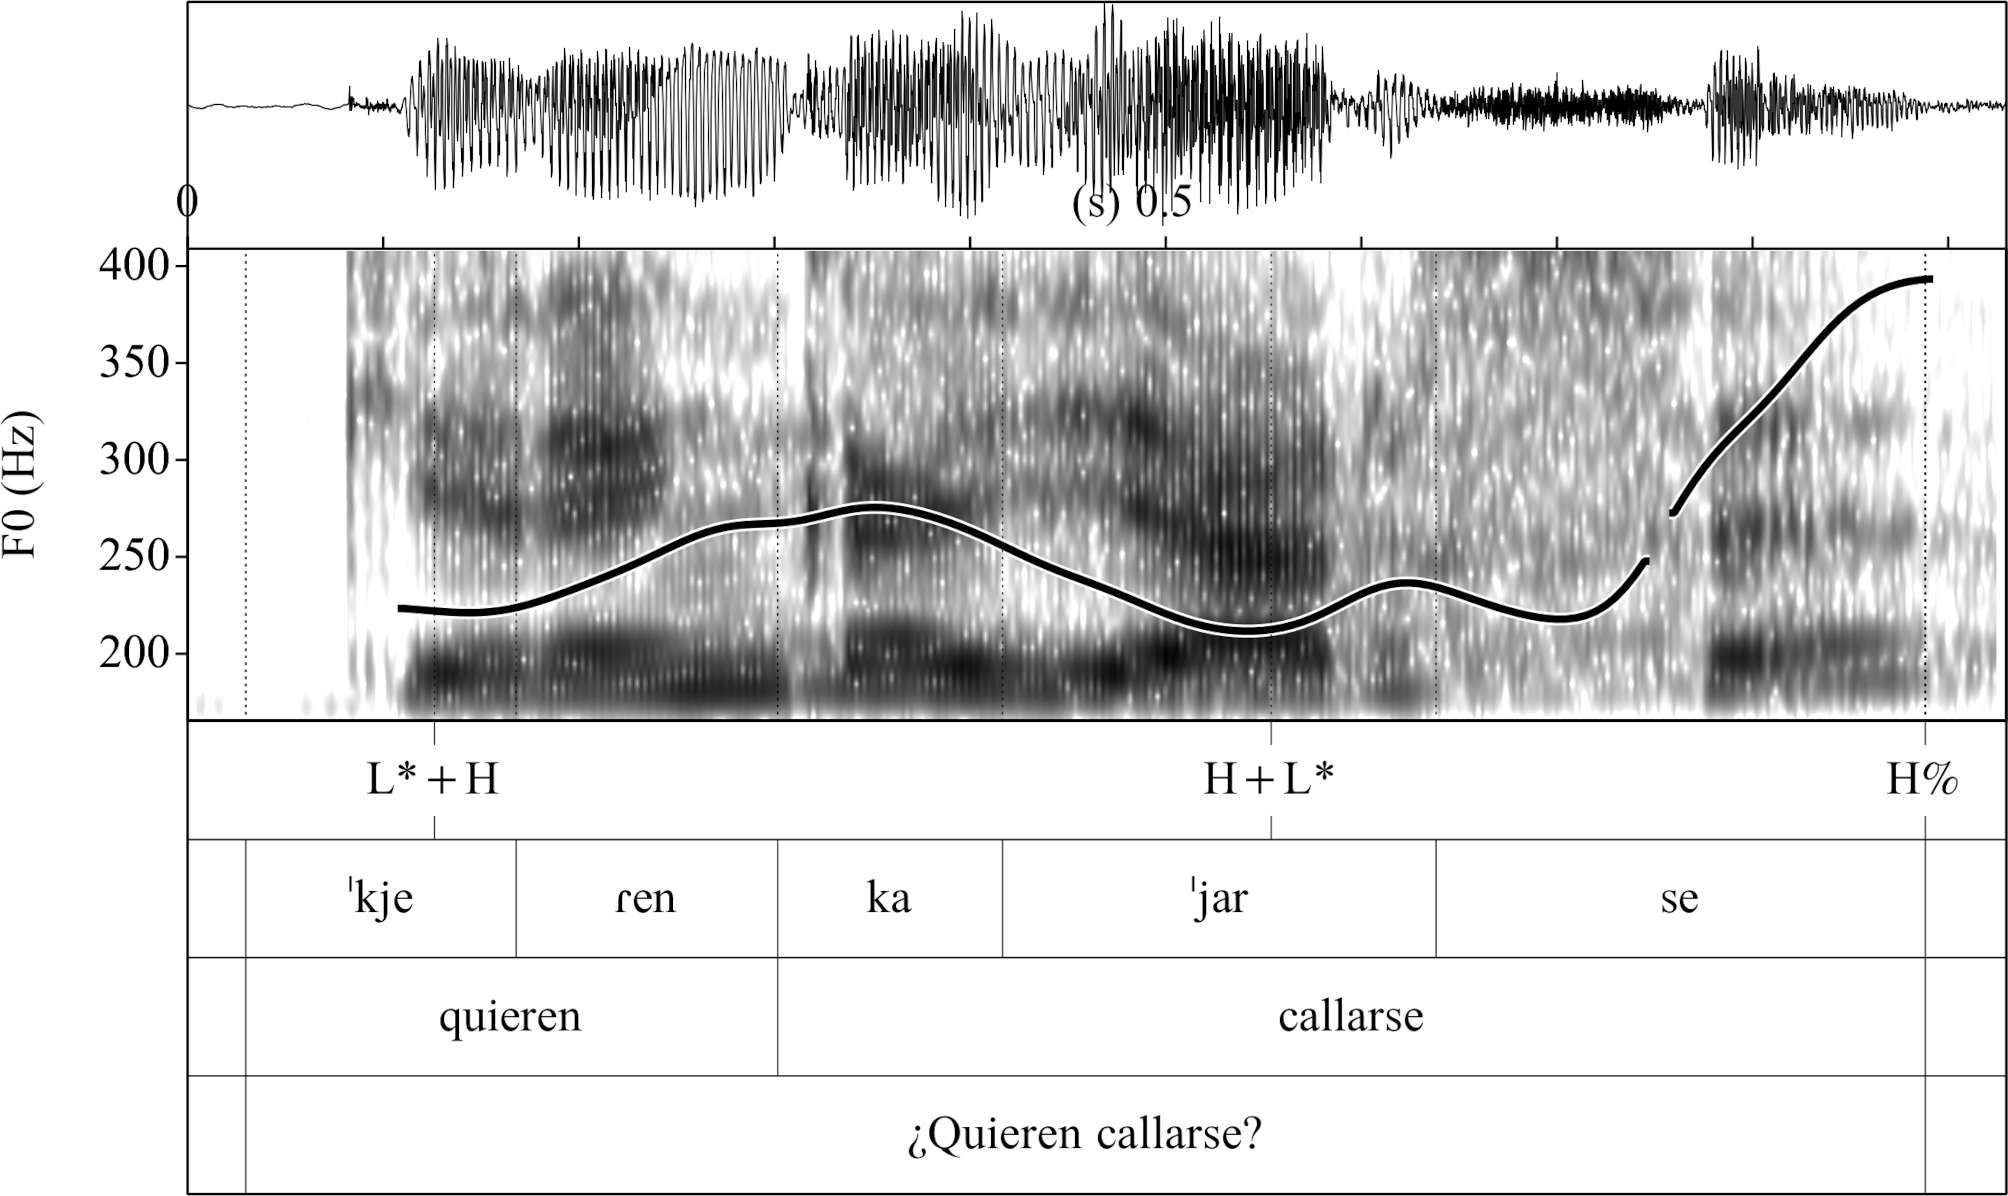 0 (s) 0.5
400
350
300
250
200
F0 (Hz)
L*+H H+L* H%
ˈkje ɾen ka ˈjar se
quieren callarse
¿Quieren callarse?